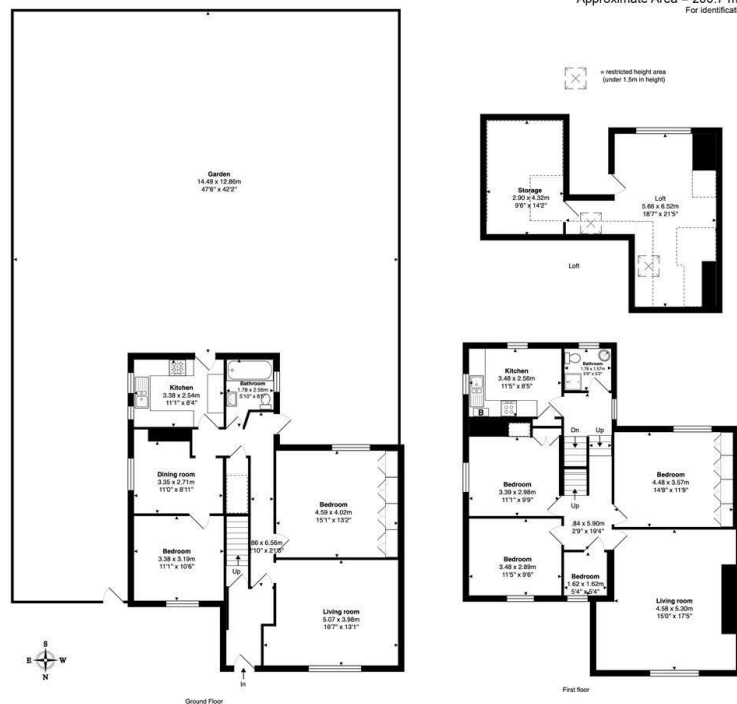 Approximate Area = 
For identificati
= restricted height area
(under 1.5m in height)
Garden
14.49 x 12.86m
47'6" x 42'2"
Storage
2.90 x 4.32m
9'6" x 14'2"
Loft
5.66 x 6.52m
18'7" x 21'5"
Loft
Kitchen
3.38 x 2.54m
11'1" x 8'4"
Bathroom
1.78 x 2.56m
5'10" x 8'5"
Dining room
3.35 x 2.71m
11'0" x 8'11"
Bedroom
4.59 x 4.02m
15'1" x 13'2"
Bedroom
3.38 x 3.19m
11'1" x 10'6"
.86 x 6.56m
2'10" x 21'6"
Up
Living room
5.07 x 3.98m
16'7" x 13'1"
In
S
E W
N
Ground Floor
Kitchen
3.48 x 2.56m
11'5" x 8'5"
B
Bathroom
1.76 x 1.57m
Dn
Up
Bedroom
3.39 x 2.98m
11'1" x 9'9"
Up
Bedroom
4.48 x 3.57m
14'8" x 11'9"
.84 x 5.90m
2'9" x 19'4"
Bedroom
3.48 x 2.89m
11'5" x 9'6"
Bedroom
1.62 x 1.62m
5'4" x 5'4"
Living room
4.58 x 5.30m
15'0" x 17'5"
First floor